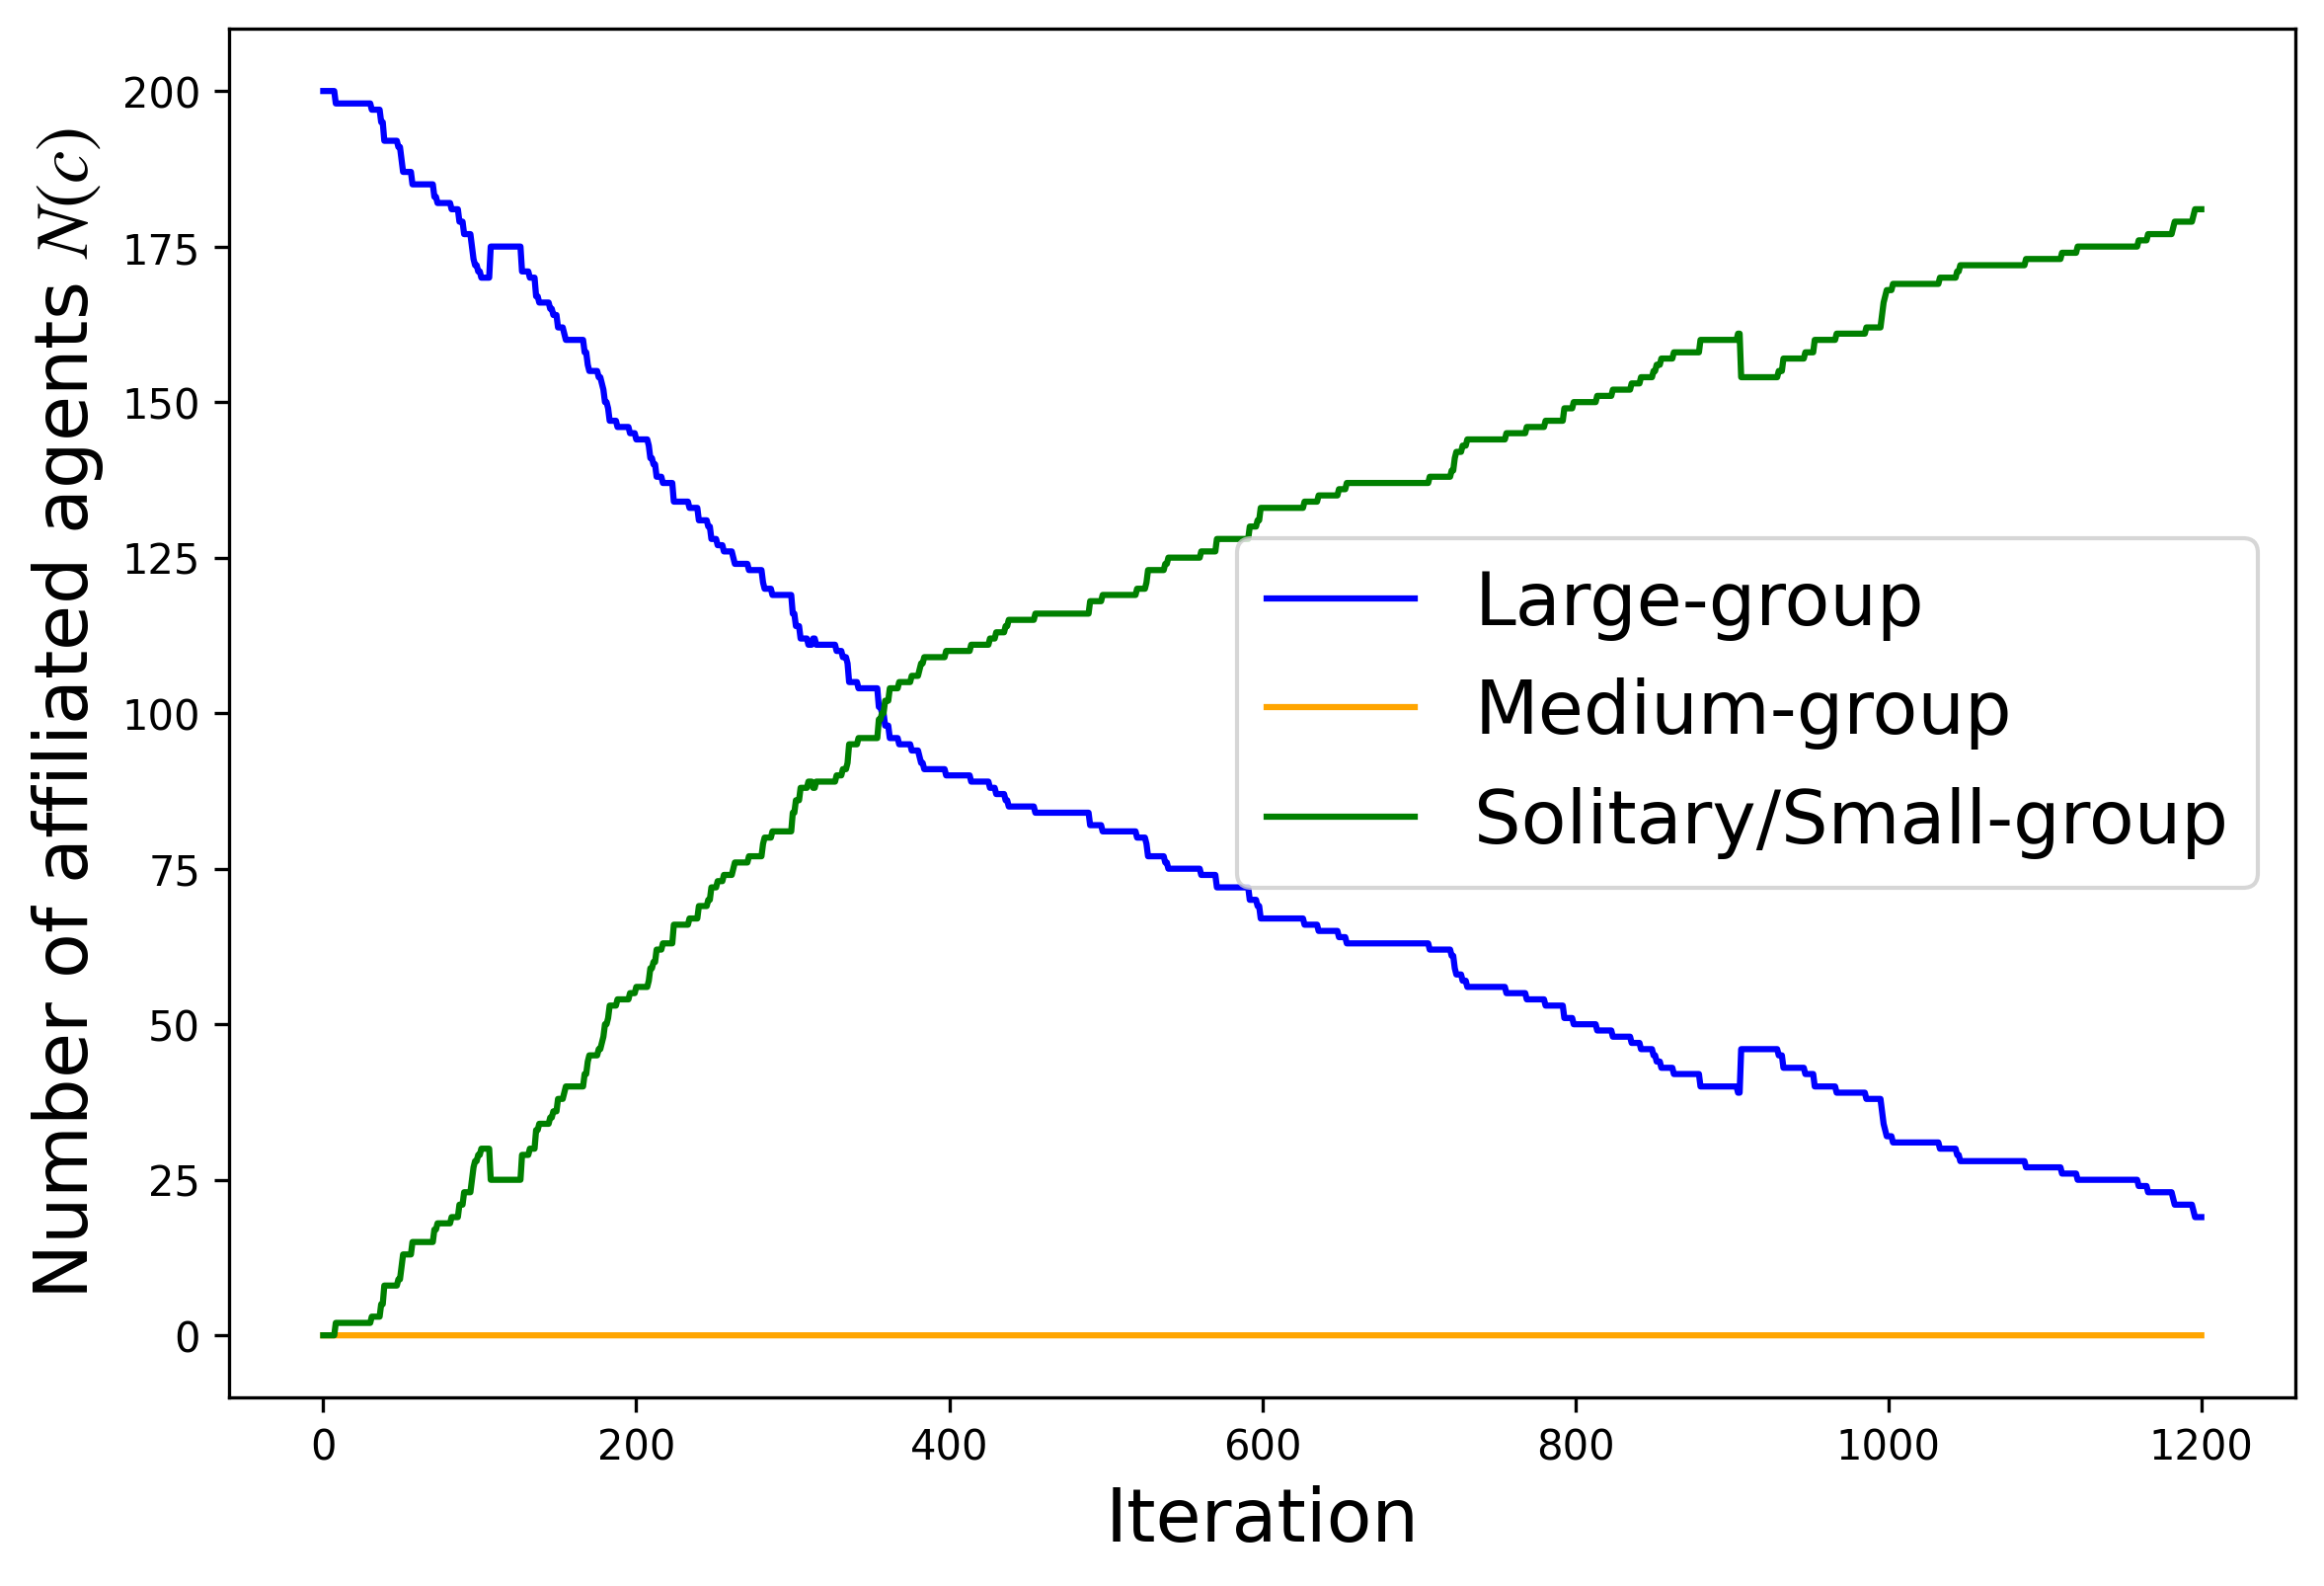 Number of affiliated agents N(c)
200
175
150
125
100
75
50
25
0
Large-group
Medium-group
Solitary/Small-group
0 200 400 600 800 1000 1200
Iteration